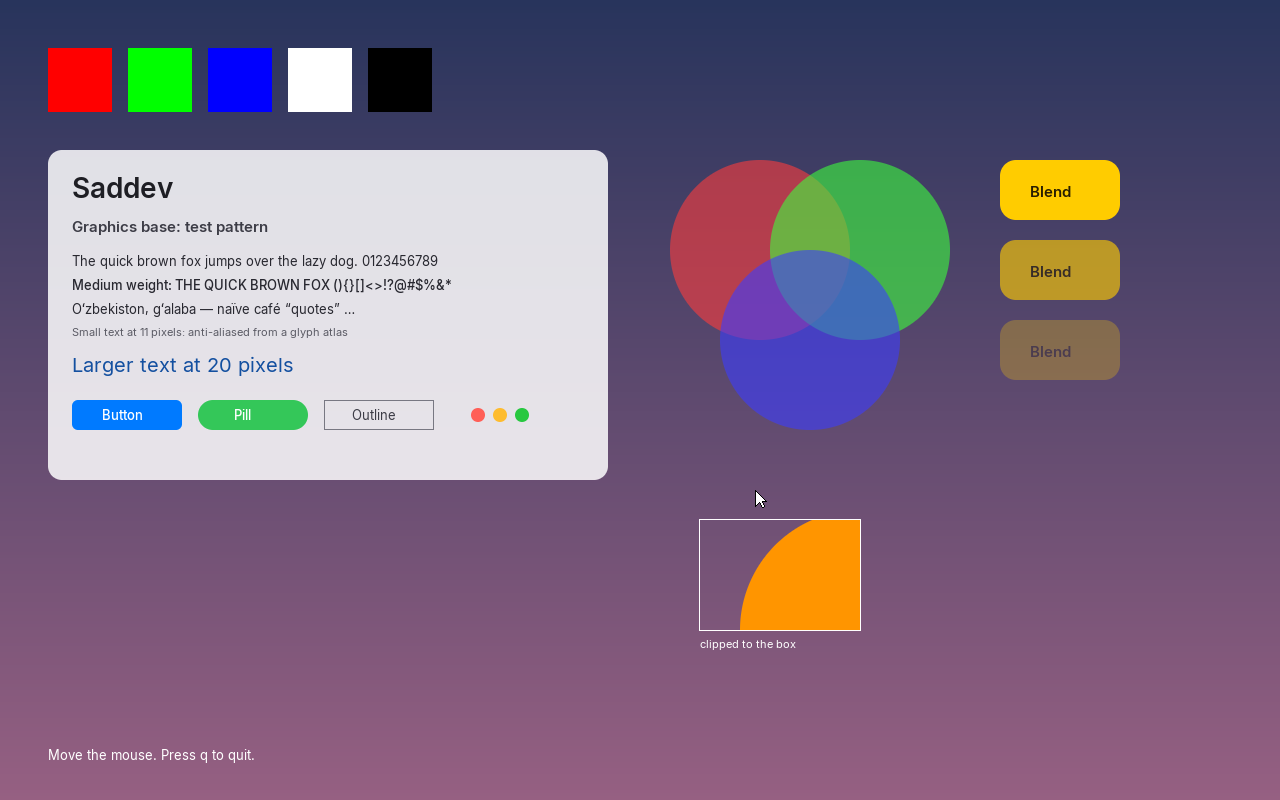 Saddev
Graphics base: test pattern
The quick brown fox jumps over the lazy dog. 0123456789
Medium weight: THE QUICK BROWN FOX (){}[]<>!?@#$%&*
Oʻzbekiston, gʻalaba — naïve café “quotes” …
Small text at 11 pixels: anti-aliased from a glyph atlas
Larger text at 20 pixels
Button Pill Outline
Blend
Blend
Blend
clipped to the box
Move the mouse. Press q to quit.